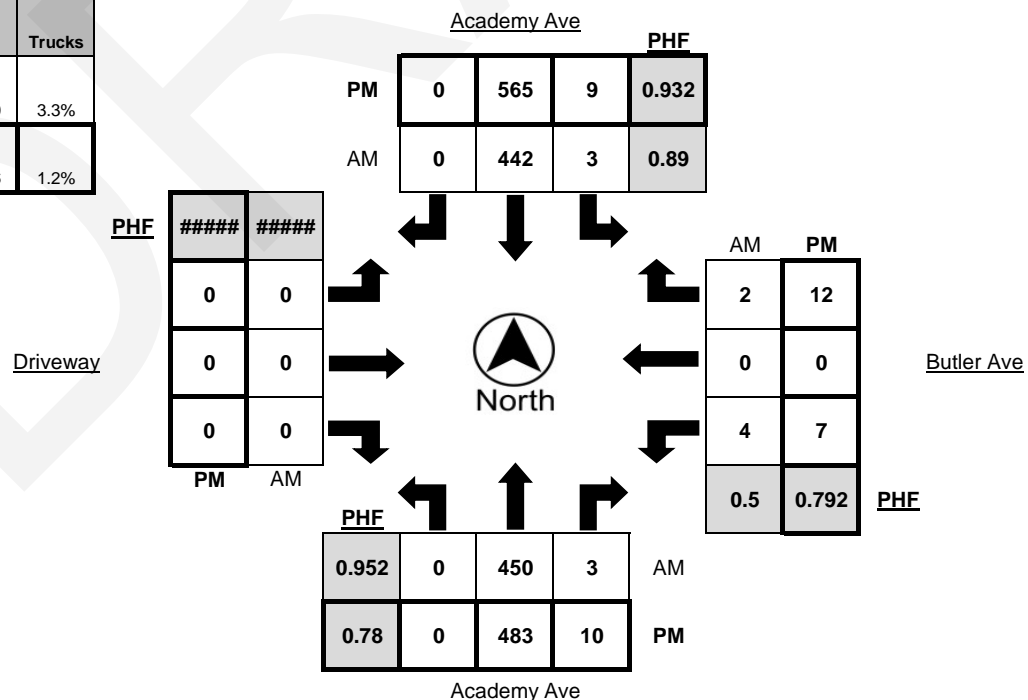 Academy Ave
Trucks
PHF
PM 0 565 9 0.932
3.3%
AM 0 442 3 0.89
1.2%
PHF ##### #####
AM PM
0 0
2 12
Driveway 0 0
North
0 0 Butler Ave
0 0
4 7
PM AM
0.5 0.792 PHF
PHF
0.952 0 450 3 AM
0.78 0 483 10 PM
Academy Ave